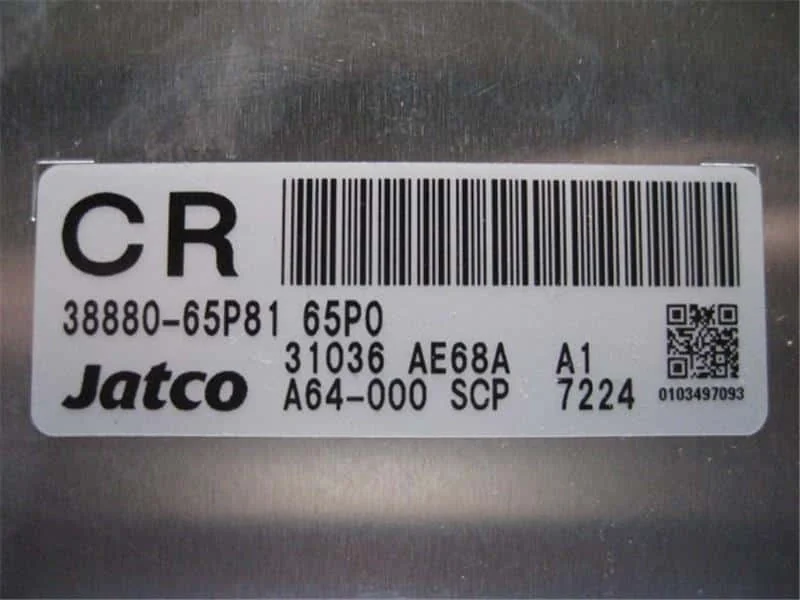 CR
38880-65P81 65P0
31036 AE68A A1
Jatco A64-000 SCP 7224
0103497093